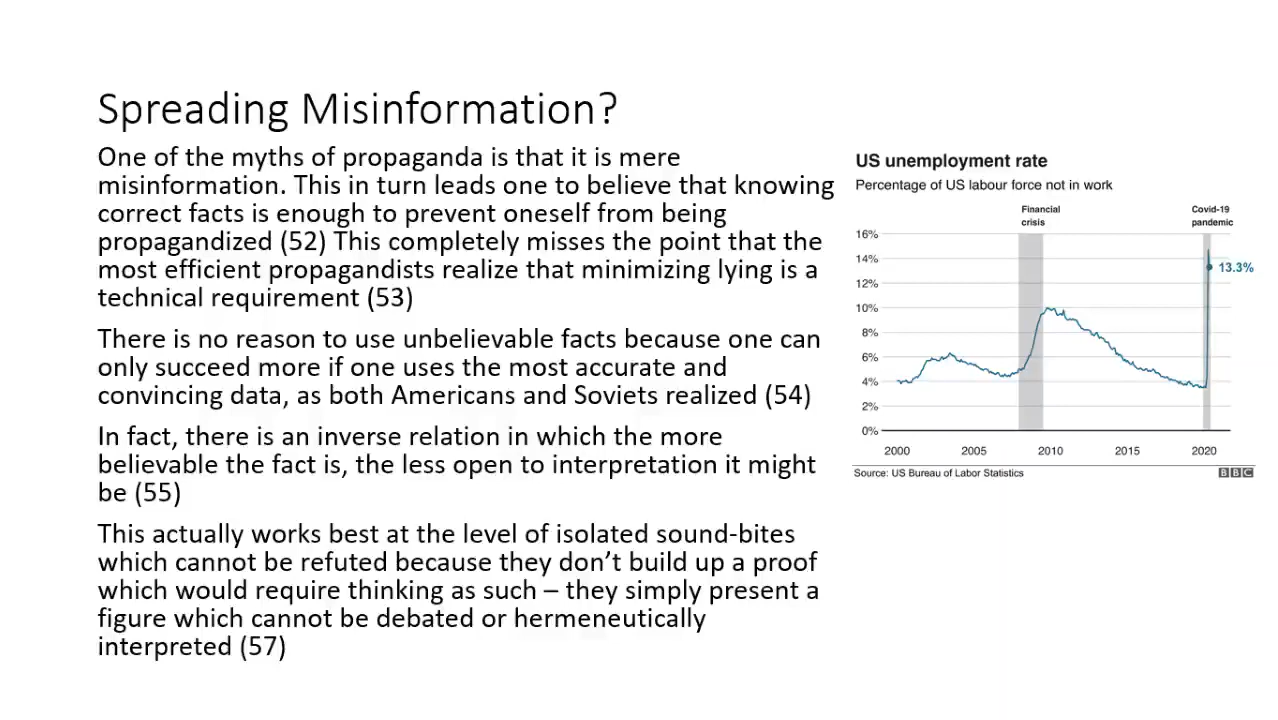 Spreading Misinformation?
One of the myths of propaganda is that it is mere
misinformation. This in turn leads one to believe that knowing
correct facts is enough to prevent oneself from being
propagandized (52) This completely misses the point that the
most efficient propagandists realize that minimizing lying is a
technical requirement (53)
There is no reason to use unbelievable facts because one can
only succeed more if one uses the most accurate and
convincing data, as both Americans and Soviets realized (54)
In fact, there is an inverse relation in which the more
believable the fact is, the less open to interpretation it might
be (55)
This actually works best at the level of isolated sound-bites
which cannot be refuted because they don’t build up a proof
which would require thinking as such – they simply present a
figure which cannot be debated or hermeneutically
interpreted (57)
US unemployment rate
Percentage of US labour force not in work
Financial
crisis
Covid-19
pandemic
16%
14%
13.3%
12%
10%
8%
6%
4%
2%
0%
2000 2005 2010 2015 2020
Source: US Bureau of Labor Statistics
BBC